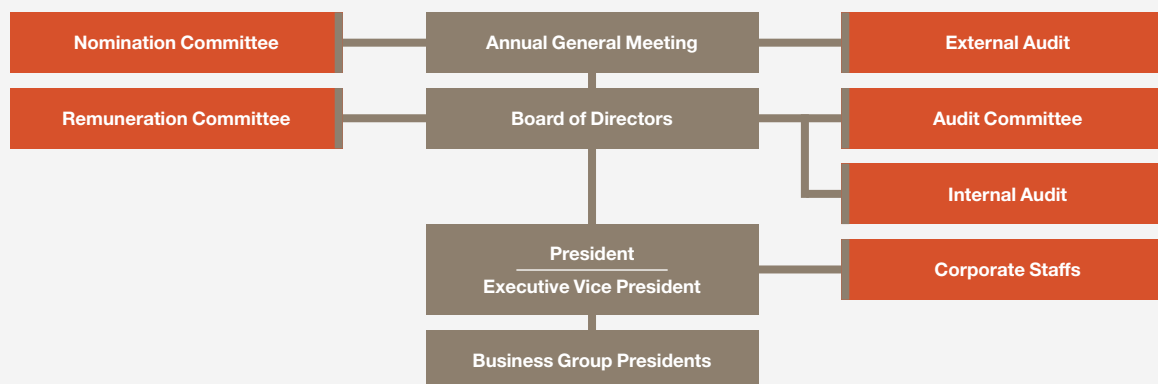 Nomination Committee
Annual General Meeting
External Audit
Remuneration Committee
Board of Directors
Audit Committee
Internal Audit
President
Executive Vice President
Corporate Staffs
Business Group Presidents